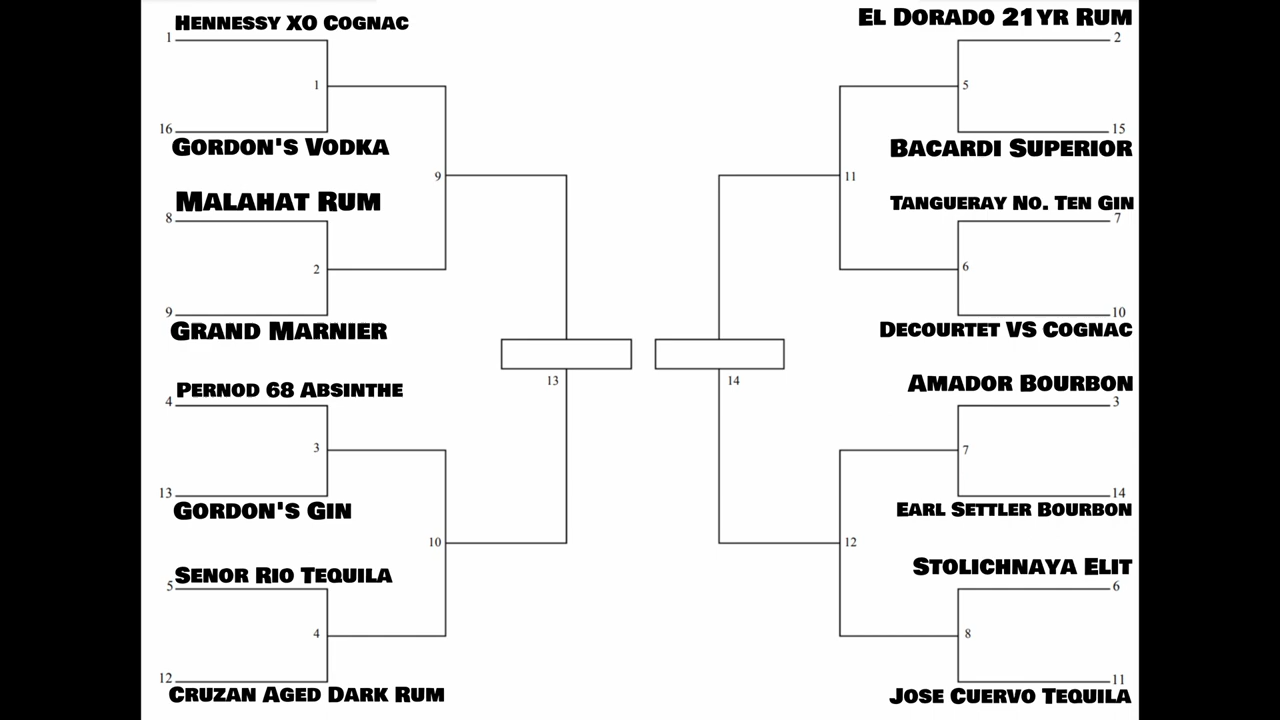 Hennessy XO Cognac
1
1
16
Gordon's Vodka
9
Malahat Rum
8
2
9
Grand Marnier
13
Pernod 68 Absinthe
4
3
13
Gordon's Gin
10
Senor Rio Tequila
5
4
12
Cruzan Aged Dark Rum
El Dorado 21yr Rum
2
5
15
Bacardi Superior
11
Tangueray No. Ten Gin
7
6
10
Decourtet VS Cognac
14
Amador Bourbon
3
7
14
Earl Settler Bourbon
12
Stolichnaya Elit
6
8
11
Jose Cuervo Tequila